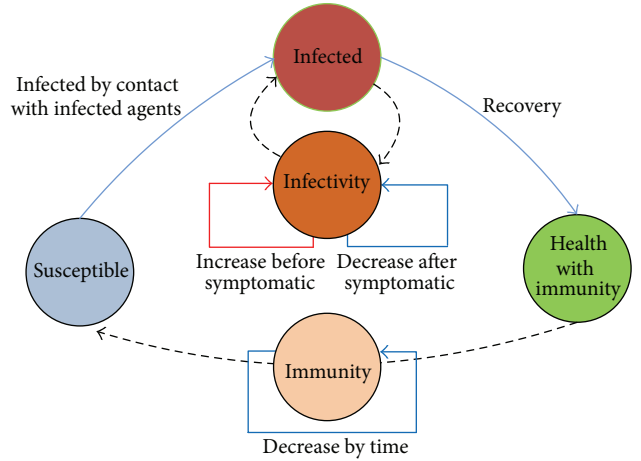 Infected
Infected by contact
with infected agents
Recovery
Infectivity
Susceptible
Increase before
symptomatic
Decrease after
symptomatic
Health
with
immunity
Immunity
Decrease by time